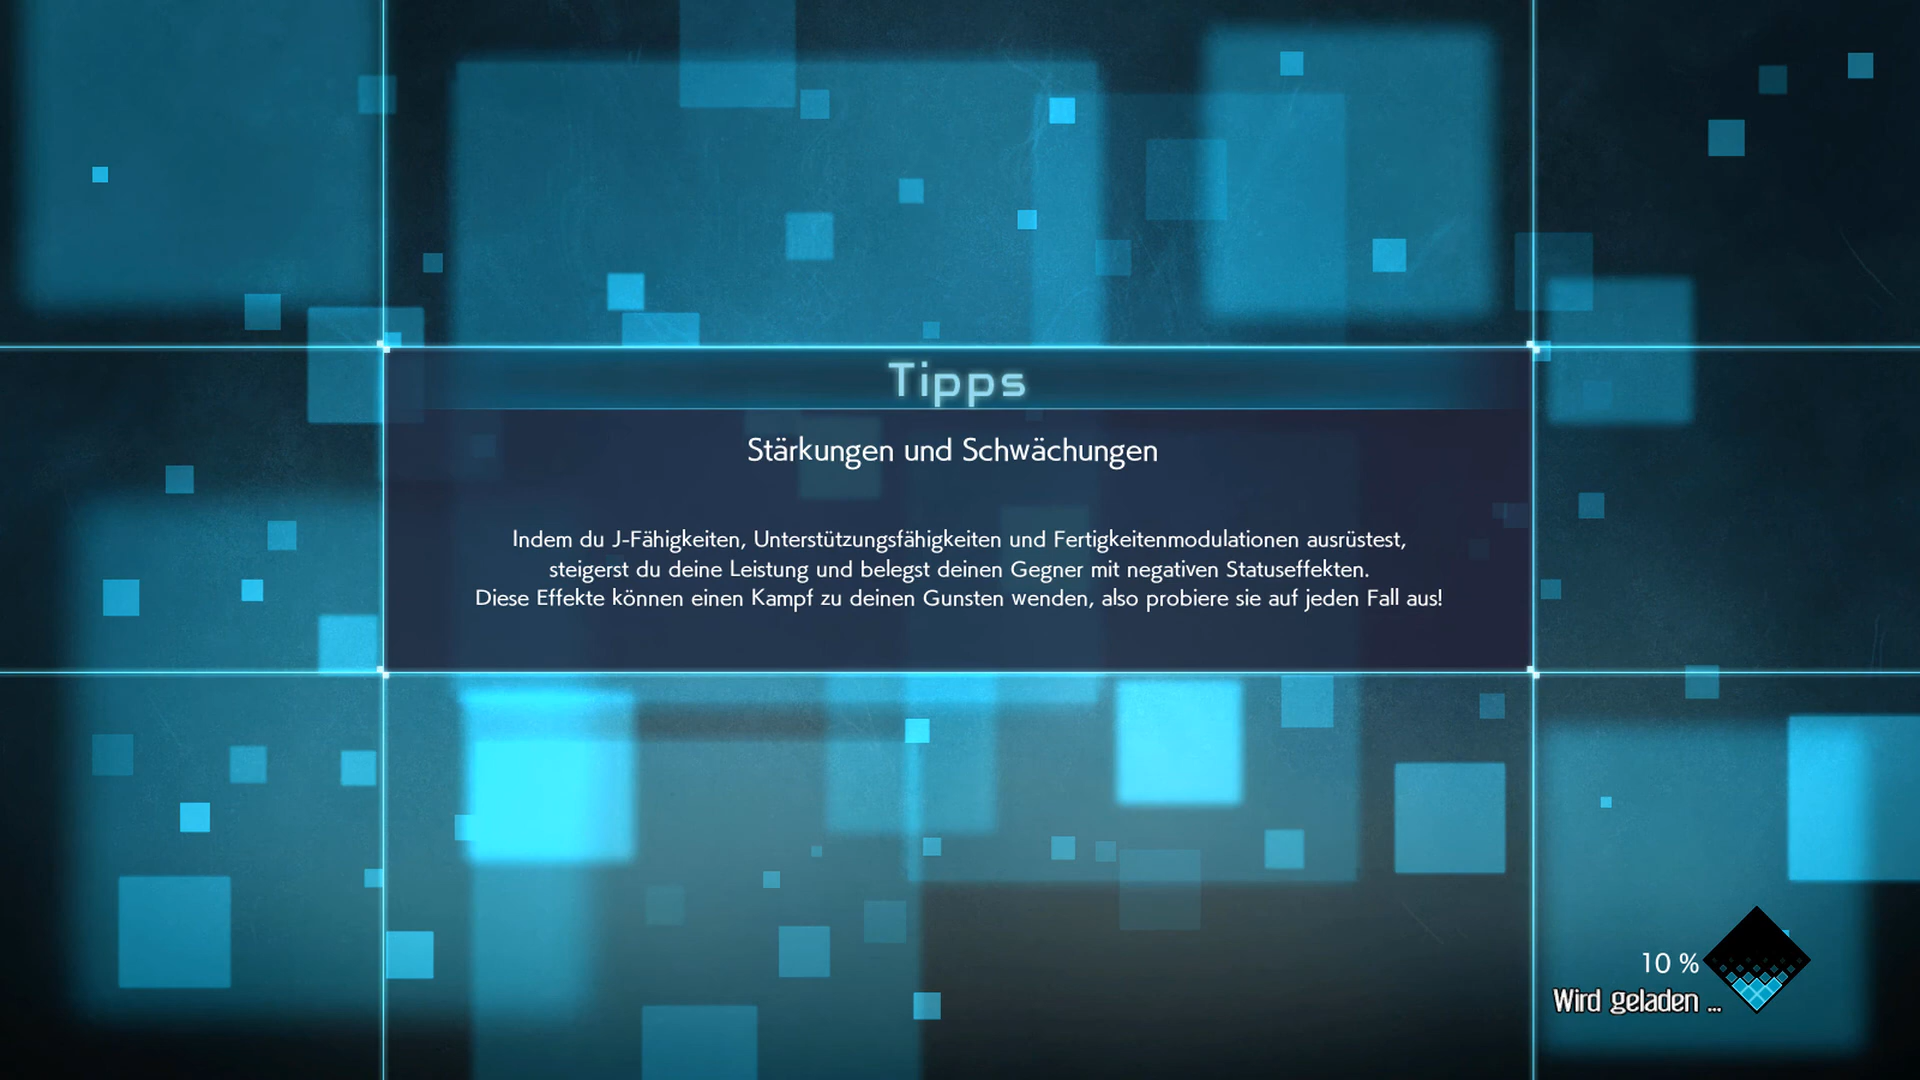 Tipps
Stärkungen und Schwächungen
Indem du J-Fähigkeiten, Unterstützungsfähigkeiten und Fertigkeitenmodulationen ausrüstest,
steigerst du deine Leistung und belegst deinen Gegner mit negativen Statuseffekten.
Diese Effekte können einen Kampf zu deinen Gunsten wenden, also probiere sie auf jeden Fall aus!
10 %
Wird geladen ...